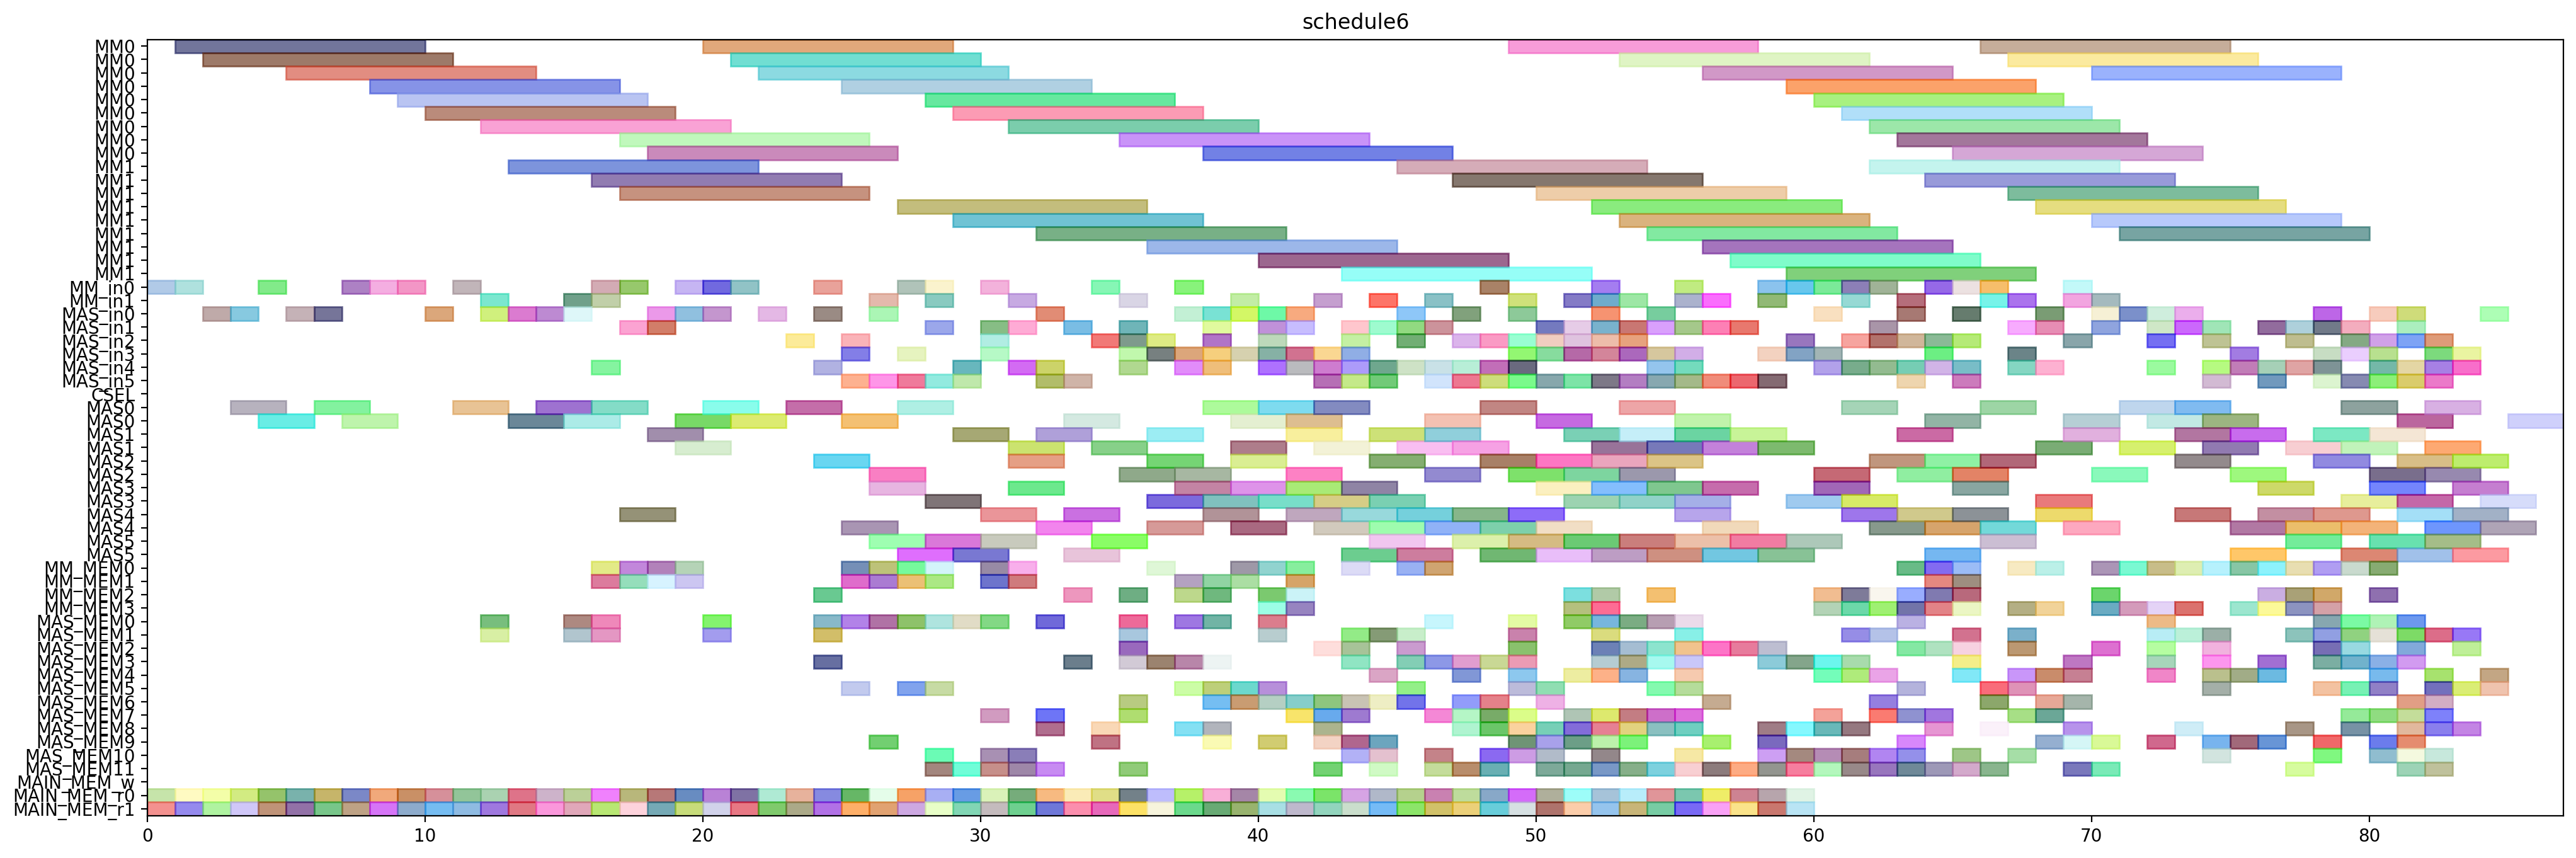 schedule6
MM0
MM0
MM0
MM0
MM0
MM0
MM0
MM0
MM0
MM1
MM1
MM1
MM1
MM1
MM1
MM1
MM1
MM1
MM_in0
MM_in1
MAS_in0
MAS_in1
MAS_in2
MAS_in3
MAS_in4
MAS_in5
CSEL
MAS0
MAS0
MAS1
MAS1
MAS2
MAS2
MAS3
MAS3
MAS4
MAS4
MAS5
MAS5
MM_MEM0
MM_MEM1
MM_MEM2
MM_MEM3
MAS_MEM0
MAS_MEM1
MAS_MEM2
MAS_MEM3
MAS_MEM4
MAS_MEM5
MAS_MEM6
MAS_MEM7
MAS_MEM8
MAS_MEM9
MAS_MEM10
MAS_MEM11
MAIN_MEM_w
MAIN_MEM_r0
MAIN_MEM_r1
0 10 20 30 40 50 60 70 80